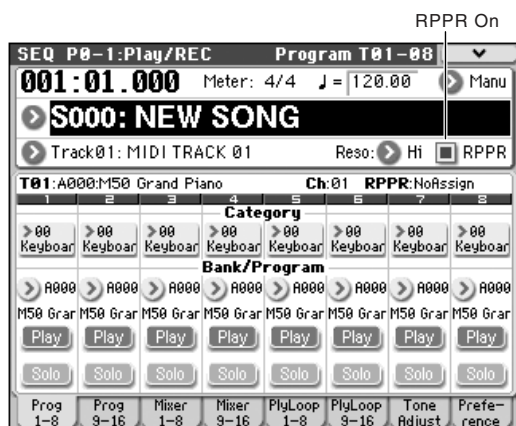 RPPR On
SEQ P0-1:Play/REC Program T01-08
001:01.000 Meter: 4/4 ♩= 120.00 Manu
S000: NEW SONG
Track01: MIDI TRACK 01 Reso: Hi RPPR
T01:A000:M50 Grand Piano Ch:01 RPPR:NoAssign
1 2 3 4 5 6 7 8
Category
00 00 00 00 00 00 00 00
Keyboar Keyboar Keyboar Keyboar Keyboar Keyboar Keyboar Keyboar
Bank/Program
A000 A000 A000 A000 A000 A000 A000 A000
M50 Grar M50 Grar M50 Grar M50 Grar M50 Grar M50 Grar M50 Grar M50 Grar
Play Play Play Play Play Play Play Play
Solo Solo Solo Solo Solo Solo Solo Solo
Prog Prog Mixer Mixer PlyLoop PlyLoop Tone Prefe-
1-8 9-16 1-8 9-16 1-8 9-16 Adjust rence